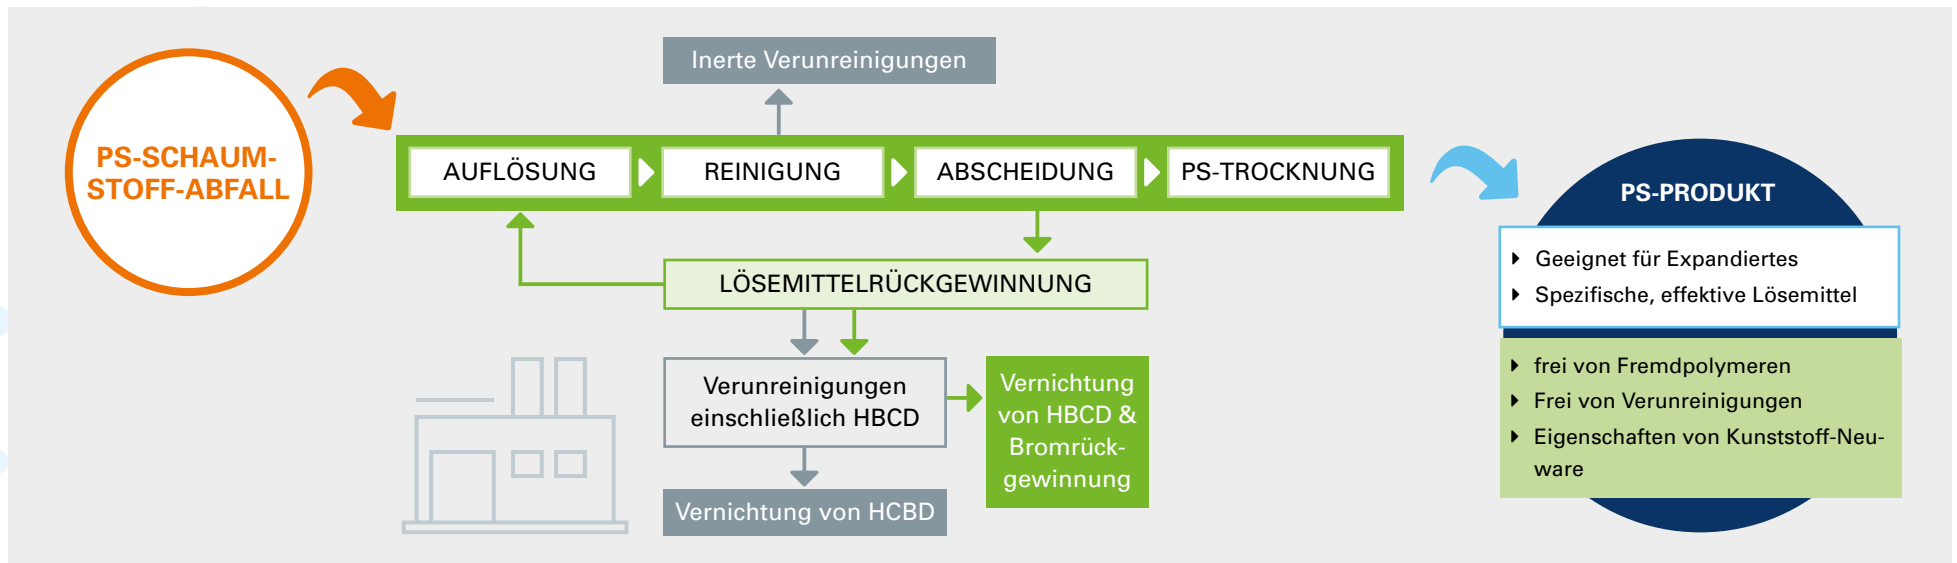 PS-SCHAUM-
STOFF-ABFALL
Inerte Verunreinigungen
AUFLÖSUNG
REINIGUNG
ABSCHEIDUNG
PS-TROCKNUNG
LÖSEMITTELRÜCKGEWINNUNG
Verunreinigungen
einschließlich HBCD
Vernichtung
von HBCD &
Bromrück-
gewinnung
Vernichtung von HCBD
PS-PRODUKT
Geeignet für Expandiertes
Spezifische, effektive Lösemittel
frei von Fremdpolymeren
Frei von Verunreinigungen
Eigenschaften von Kunststoff-Neu-
ware